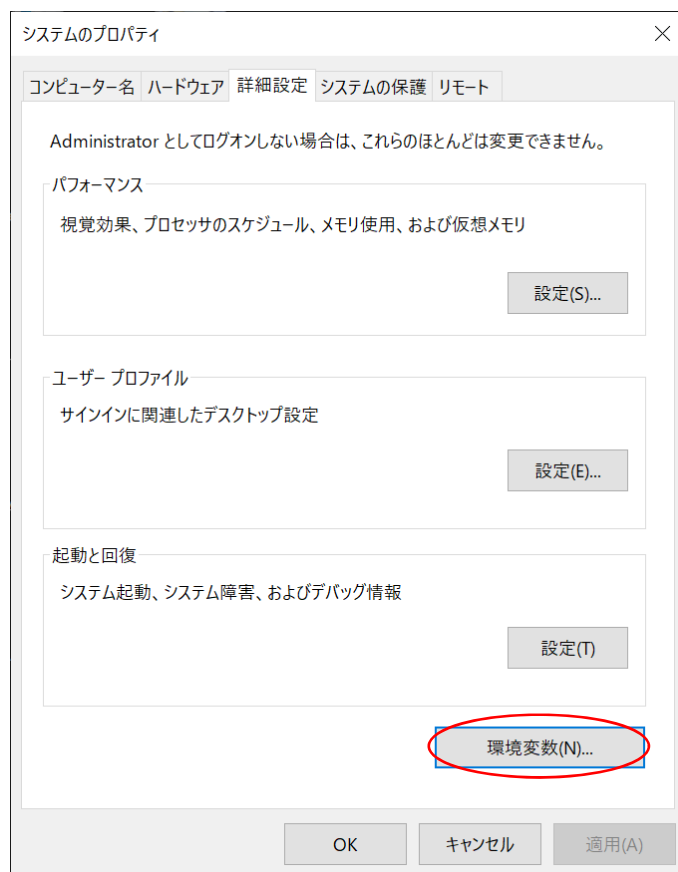 システムのプロパティ
コンピューター名 ハードウェア 詳細設定 システムの保護 リモート
Administrator としてログオンしない場合は、これらのほとんどは変更できません。
パフォーマンス
視覚効果、プロセッサのスケジュール、メモリ使用、および仮想メモリ
設定(S)...
ユーザー プロファイル
サインインに関連したデスクトップ設定
設定(E)...
起動と回復
システム起動、システム障害、およびデバッグ情報
設定(T)
環境変数(N)...
OK キャンセル 適用(A)